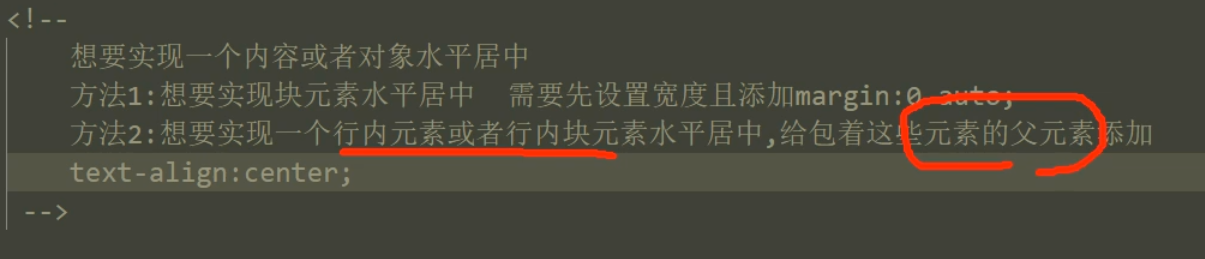 <!--
想要实现一个内容或者对象水平居中
方法1:想要实现块元素水平居中  需要先设置宽度且添加margin:0 auto;
方法2:想要实现一个行内元素或者行内块元素水平居中,给包着这些元素的父元素添加
text-align:center;
-->